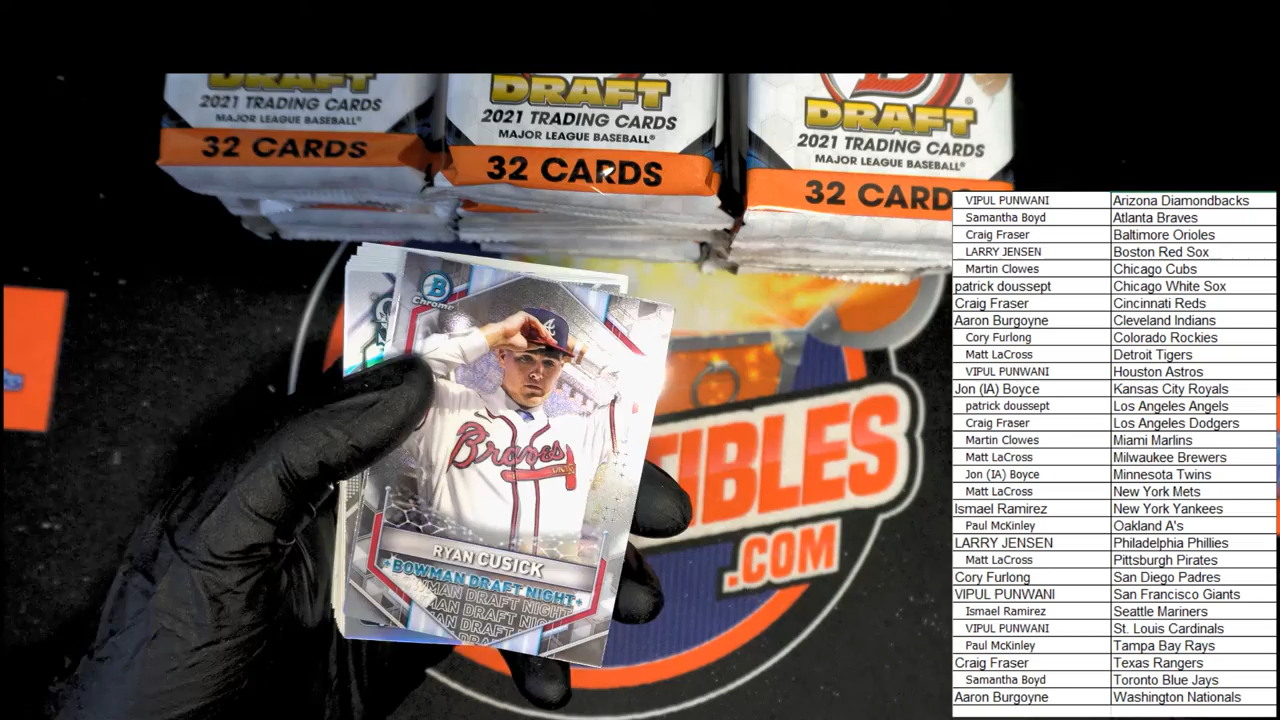 DRAFT
2021 TRADING CARDS
MAJOR LEAGUE BASEBALL®
32 CARDS
DRAFT
2021 TRADING CARDS
MAJOR LEAGUE BASEBALL®
32 CARDS
DRAFT
2021 TRADING CARDS
MAJOR LEAGUE BASEBALL®
32 CARDS
B
Chrome
A
Braves
RYAN CUSICK
BOWMAN DRAFT NIGHT
BOWMAN DRAFT NIGHT
IBLES
.COM
VIPUL PUNWANI Arizona Diamondbacks
Samantha Boyd Atlanta Braves
Craig Fraser Baltimore Orioles
LARRY JENSEN Boston Red Sox
Martin Clowes Chicago Cubs
patrick doussept Chicago White Sox
Craig Fraser Cincinnati Reds
Aaron Burgoyne Cleveland Indians
Cory Furlong Colorado Rockies
Matt LaCross Detroit Tigers
VIPUL PUNWANI Houston Astros
Jon (IA) Boyce Kansas City Royals
patrick doussept Los Angeles Angels
Craig Fraser Los Angeles Dodgers
Martin Clowes Miami Marlins
Matt LaCross Milwaukee Brewers
Jon (IA) Boyce Minnesota Twins
Matt LaCross New York Mets
Ismael Ramirez New York Yankees
Paul McKinley Oakland A's
LARRY JENSEN Philadelphia Phillies
Matt LaCross Pittsburgh Pirates
Cory Furlong San Diego Padres
VIPUL PUNWANI San Francisco Giants
Ismael Ramirez Seattle Mariners
VIPUL PUNWANI St. Louis Cardinals
Paul McKinley Tampa Bay Rays
Craig Fraser Texas Rangers
Samantha Boyd Toronto Blue Jays
Aaron Burgoyne Washington Nationals